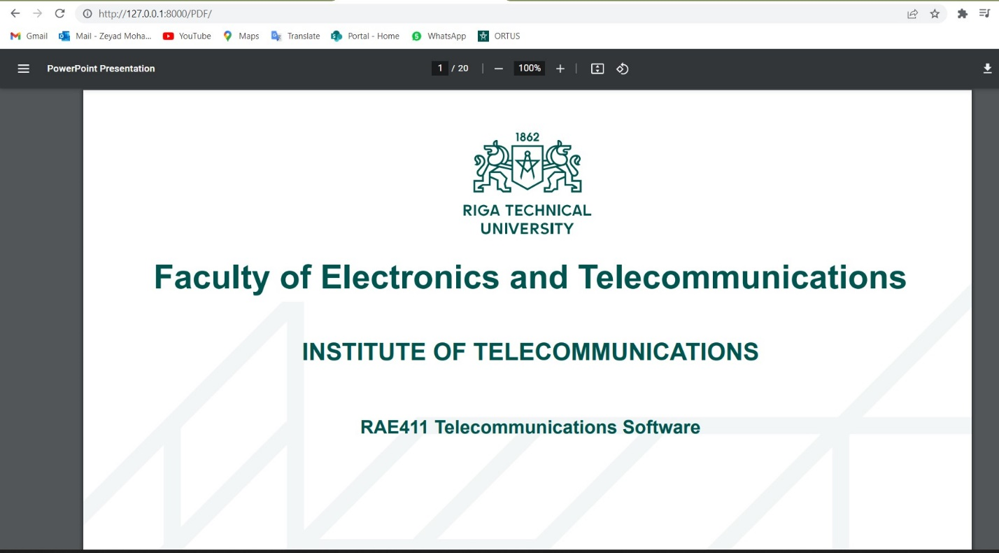 http://127.0.0.1:8000/PDF/
Gmail
Mail - Zeyad Moha...
YouTube
Maps
Translate
Portal - Home
WhatsApp
ORTUS
PowerPoint Presentation
1 / 20
100%
1862
RIGA TECHNICAL
UNIVERSITY
Faculty of Electronics and Telecommunications
INSTITUTE OF TELECOMMUNICATIONS
RAE411 Telecommunications Software